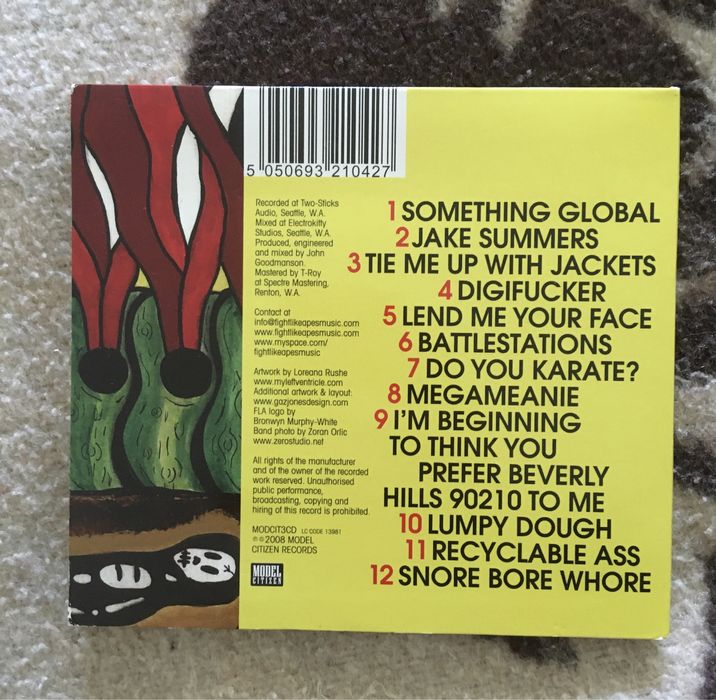 5 050693 210427
Recorded at Two-Sticks
Audio, Seattle, W.A.
Mixed at Electrokitty
Studios, Seattle, W.A.
Produced, engineered
and mixed by John
Goodmanson.
Mastered by T-Roy
at Spectre Mastering,
Renton, W.A.
Contact at
info@fightlikeapesmusic.com
www.fightlikeapesmusic.com
www.myspace.com/
fightlikeapesmusic
Artwork by Loreana Rushe
www.myleftventricle.com
Additional artwork & layout:
www.gazjonesdesign.com
FLA logo by
Bronwyn Murphy-White
Band photo by Zoran Orlic
www.zerostudio.net
All rights of the manufacturer
and of the owner of the recorded
work reserved. Unauthorised
public performance,
broadcasting, copying and
hiring of this record is prohibited.
MODCIT3CD LC CODE 13981
℗ © 2008 MODEL
CITIZEN RECORDS
MODEL
CITIZEN
1 SOMETHING GLOBAL
2 JAKE SUMMERS
3 TIE ME UP WITH JACKETS
4 DIGIFUCKER
5 LEND ME YOUR FACE
6 BATTLESTATIONS
7 DO YOU KARATE?
8 MEGAMEANIE
9 I'M BEGINNING
TO THINK YOU
PREFER BEVERLY
HILLS 90210 TO ME
10 LUMPY DOUGH
11 RECYCLABLE ASS
12 SNORE BORE WHORE